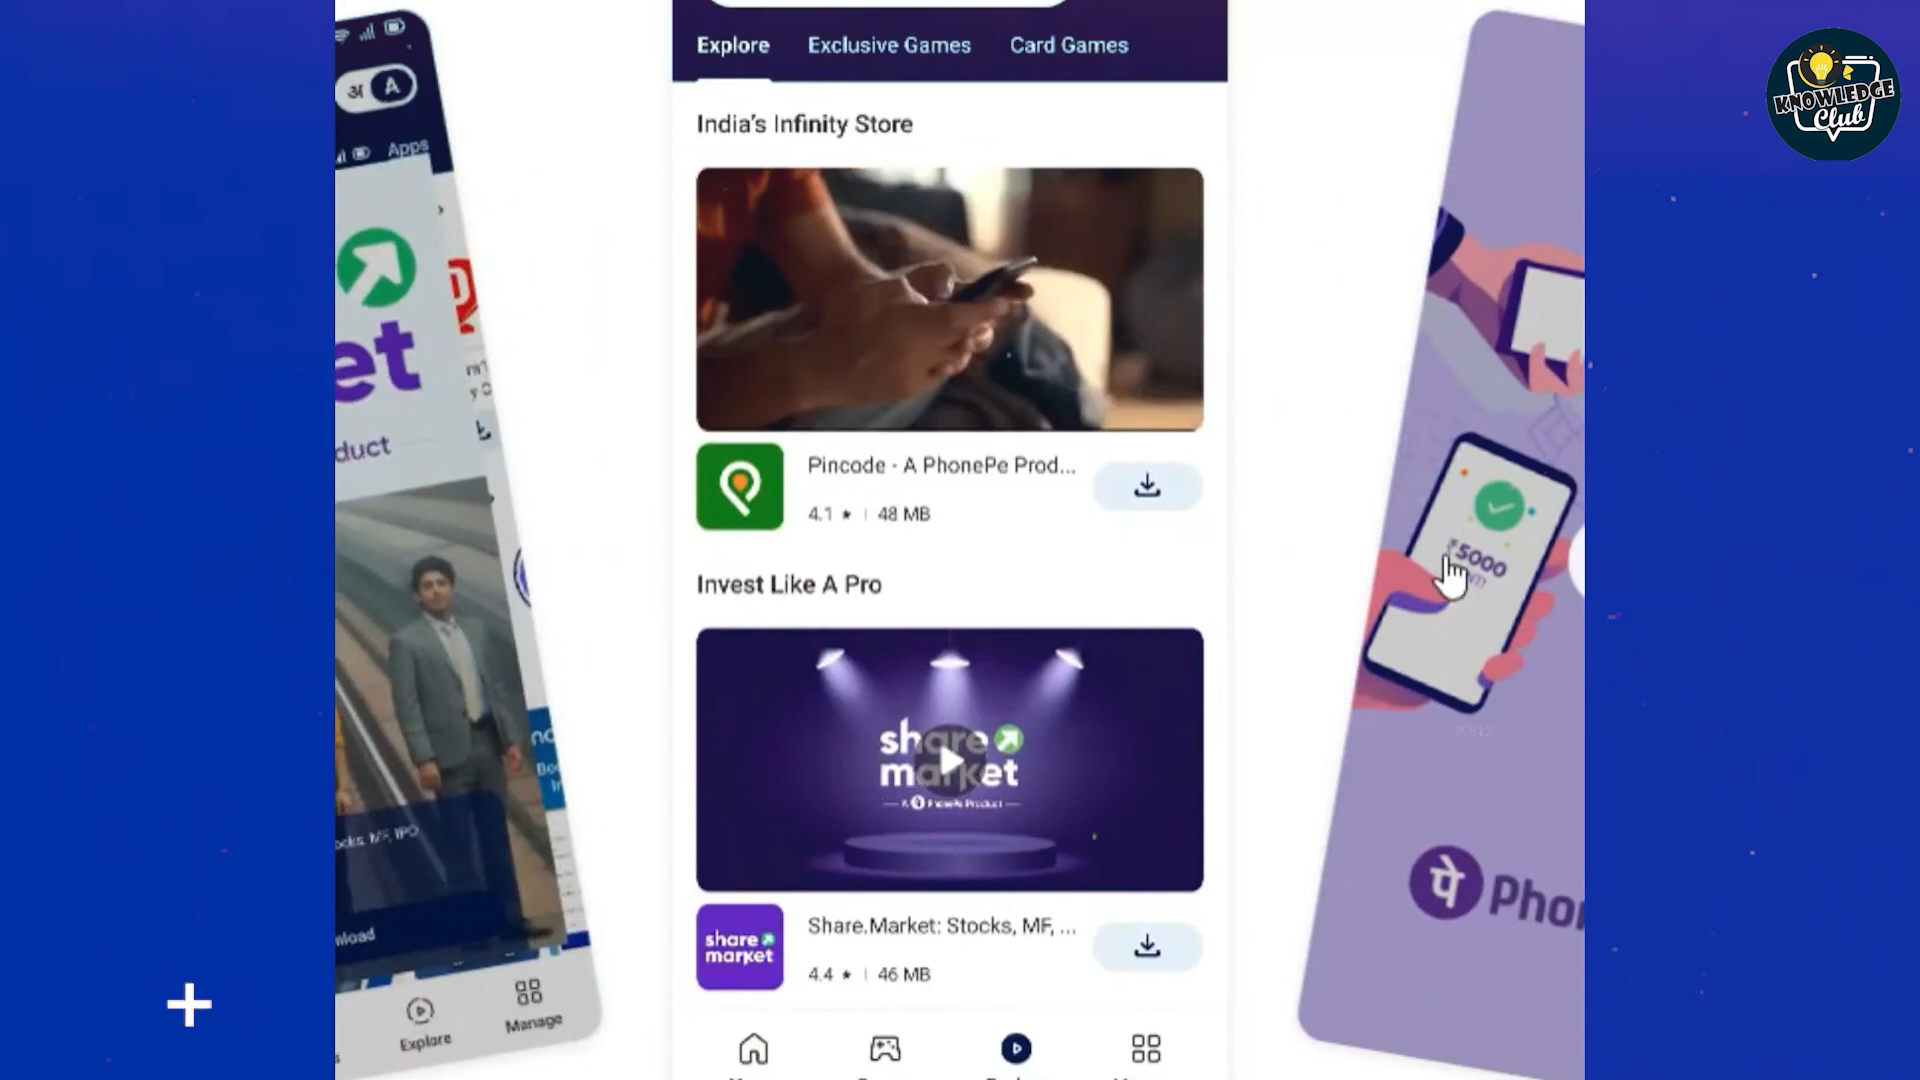 अ A
Apps
et
duct
Explore
Manage
Explore Exclusive Games Card Games
India's Infinity Store
Pincode - A PhonePe Prod...
4.1 ★ | 48 MB
Invest Like A Pro
share
market
A PhonePe Product
share
market
Share.Market: Stocks, MF, ...
4.4 ★ | 46 MB
₹5000
पे Phon
KNOWLEDGE
Club